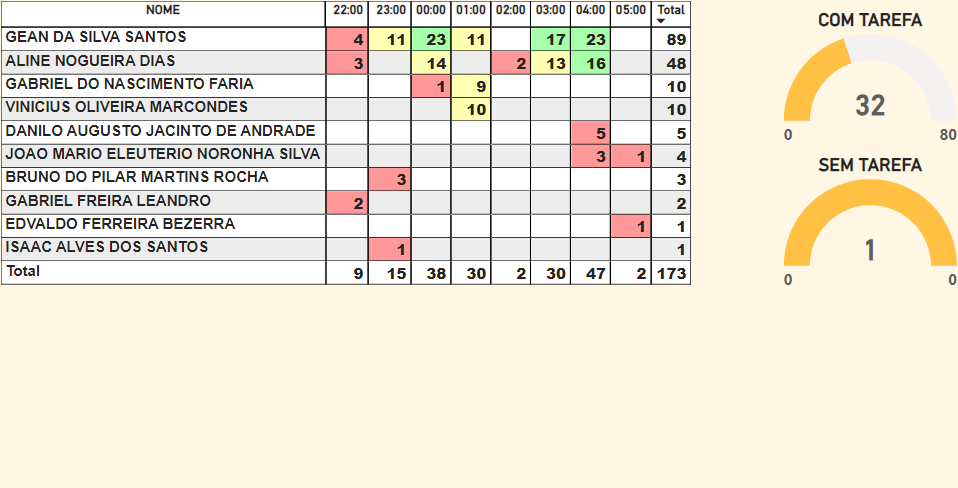 NOME 22:00 23:00 00:00 01:00 02:00 03:00 04:00 05:00 Total
GEAN DA SILVA SANTOS 4 11 23 11 17 23 89
ALINE NOGUEIRA DIAS 3 14 2 13 16 48
GABRIEL DO NASCIMENTO FARIA 1 9 10
VINICIUS OLIVEIRA MARCONDES 10 10
DANILO AUGUSTO JACINTO DE ANDRADE 5 5
JOAO MARIO ELEUTERIO NORONHA SILVA 3 1 4
BRUNO DO PILAR MARTINS ROCHA 3 3
GABRIEL FREIRA LEANDRO 2 2
EDVALDO FERREIRA BEZERRA 1 1
ISAAC ALVES DOS SANTOS 1 1
Total 9 15 38 30 2 30 47 2 173
COM TAREFA
32
0 80
SEM TAREFA
1
0 0